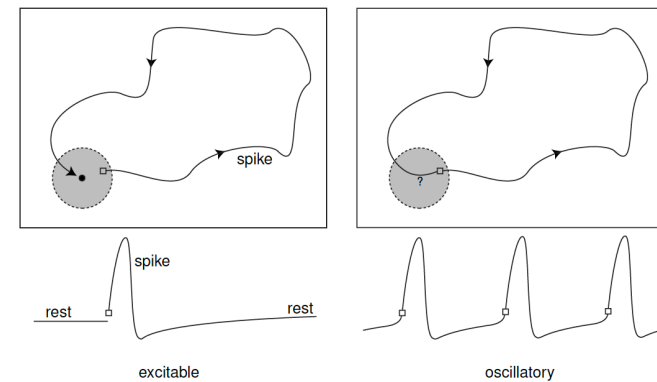 spike
?
spike
rest
rest
excitable
oscillatory